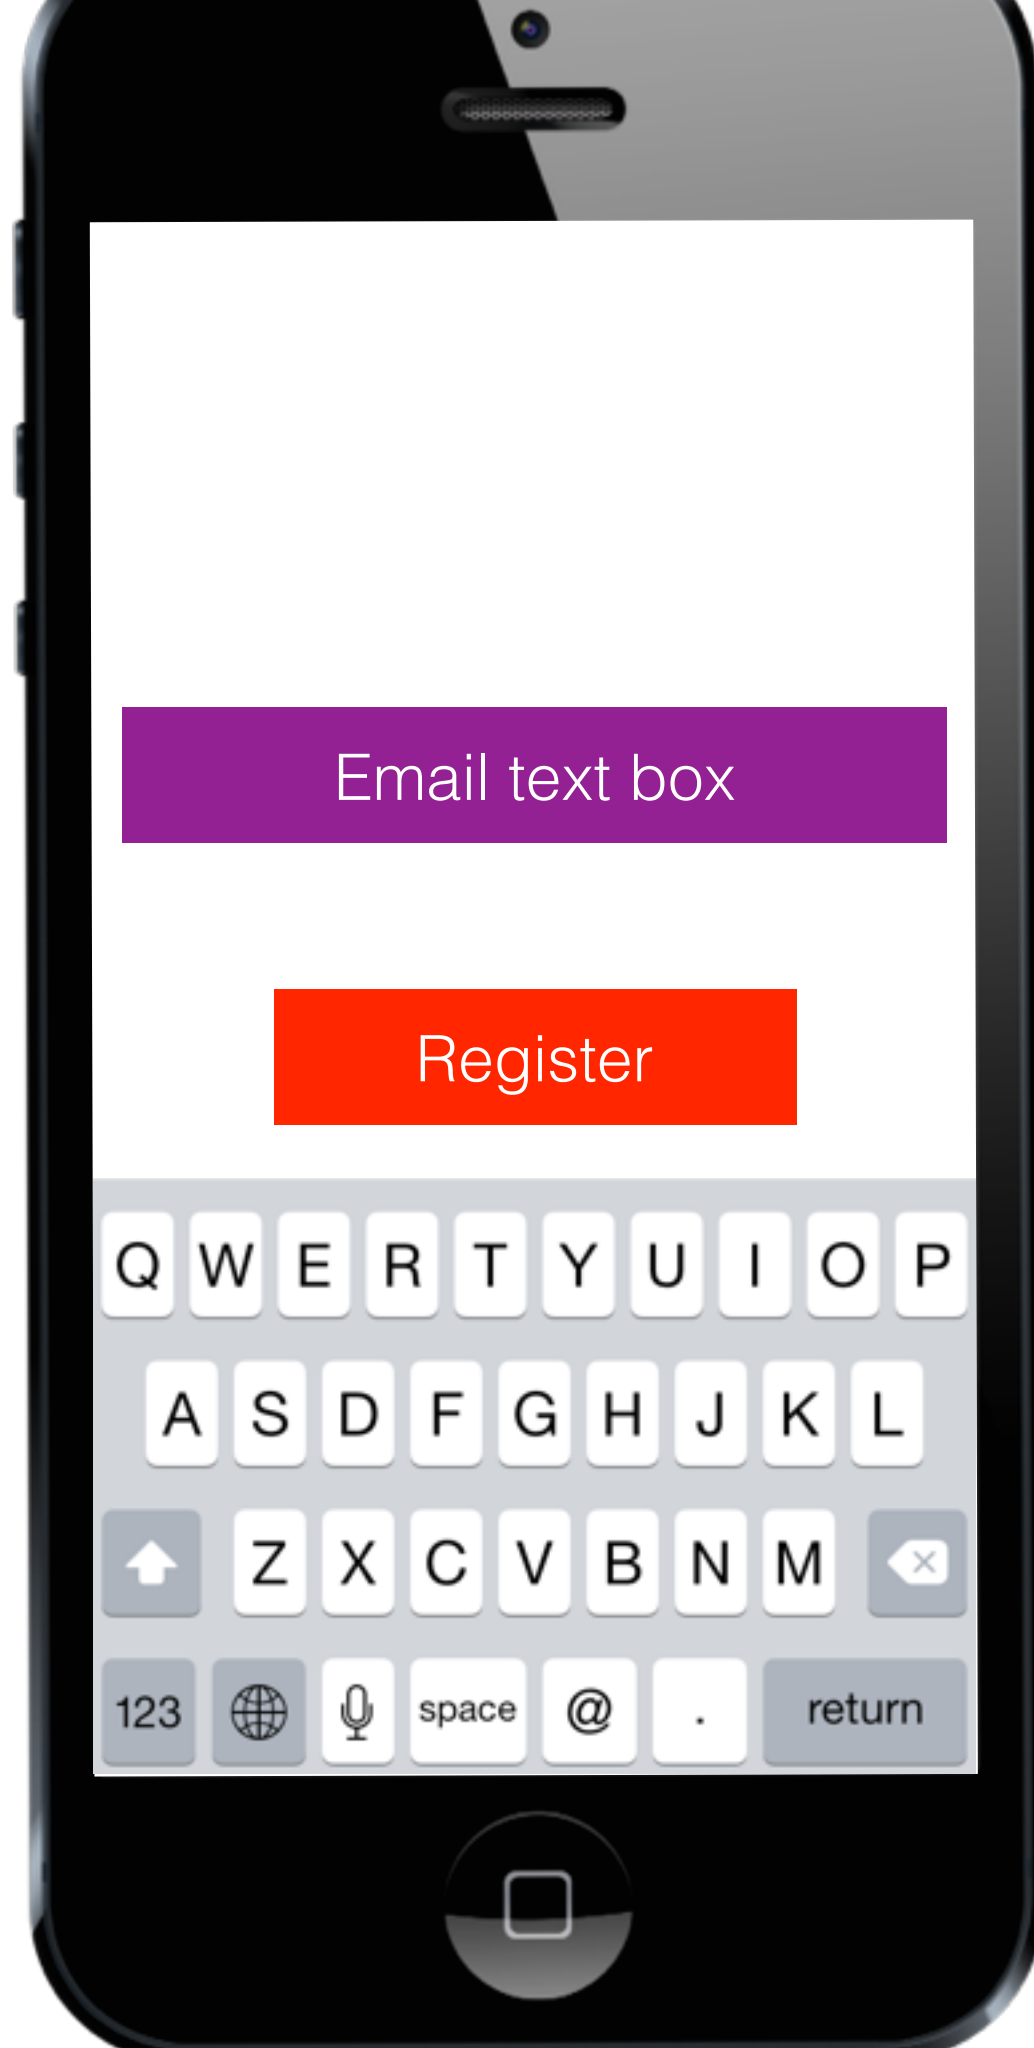 Email text box
Register
Q W E R T Y U I O P
A S D F G H J K L
Z X C V B N M
123 space @ . return